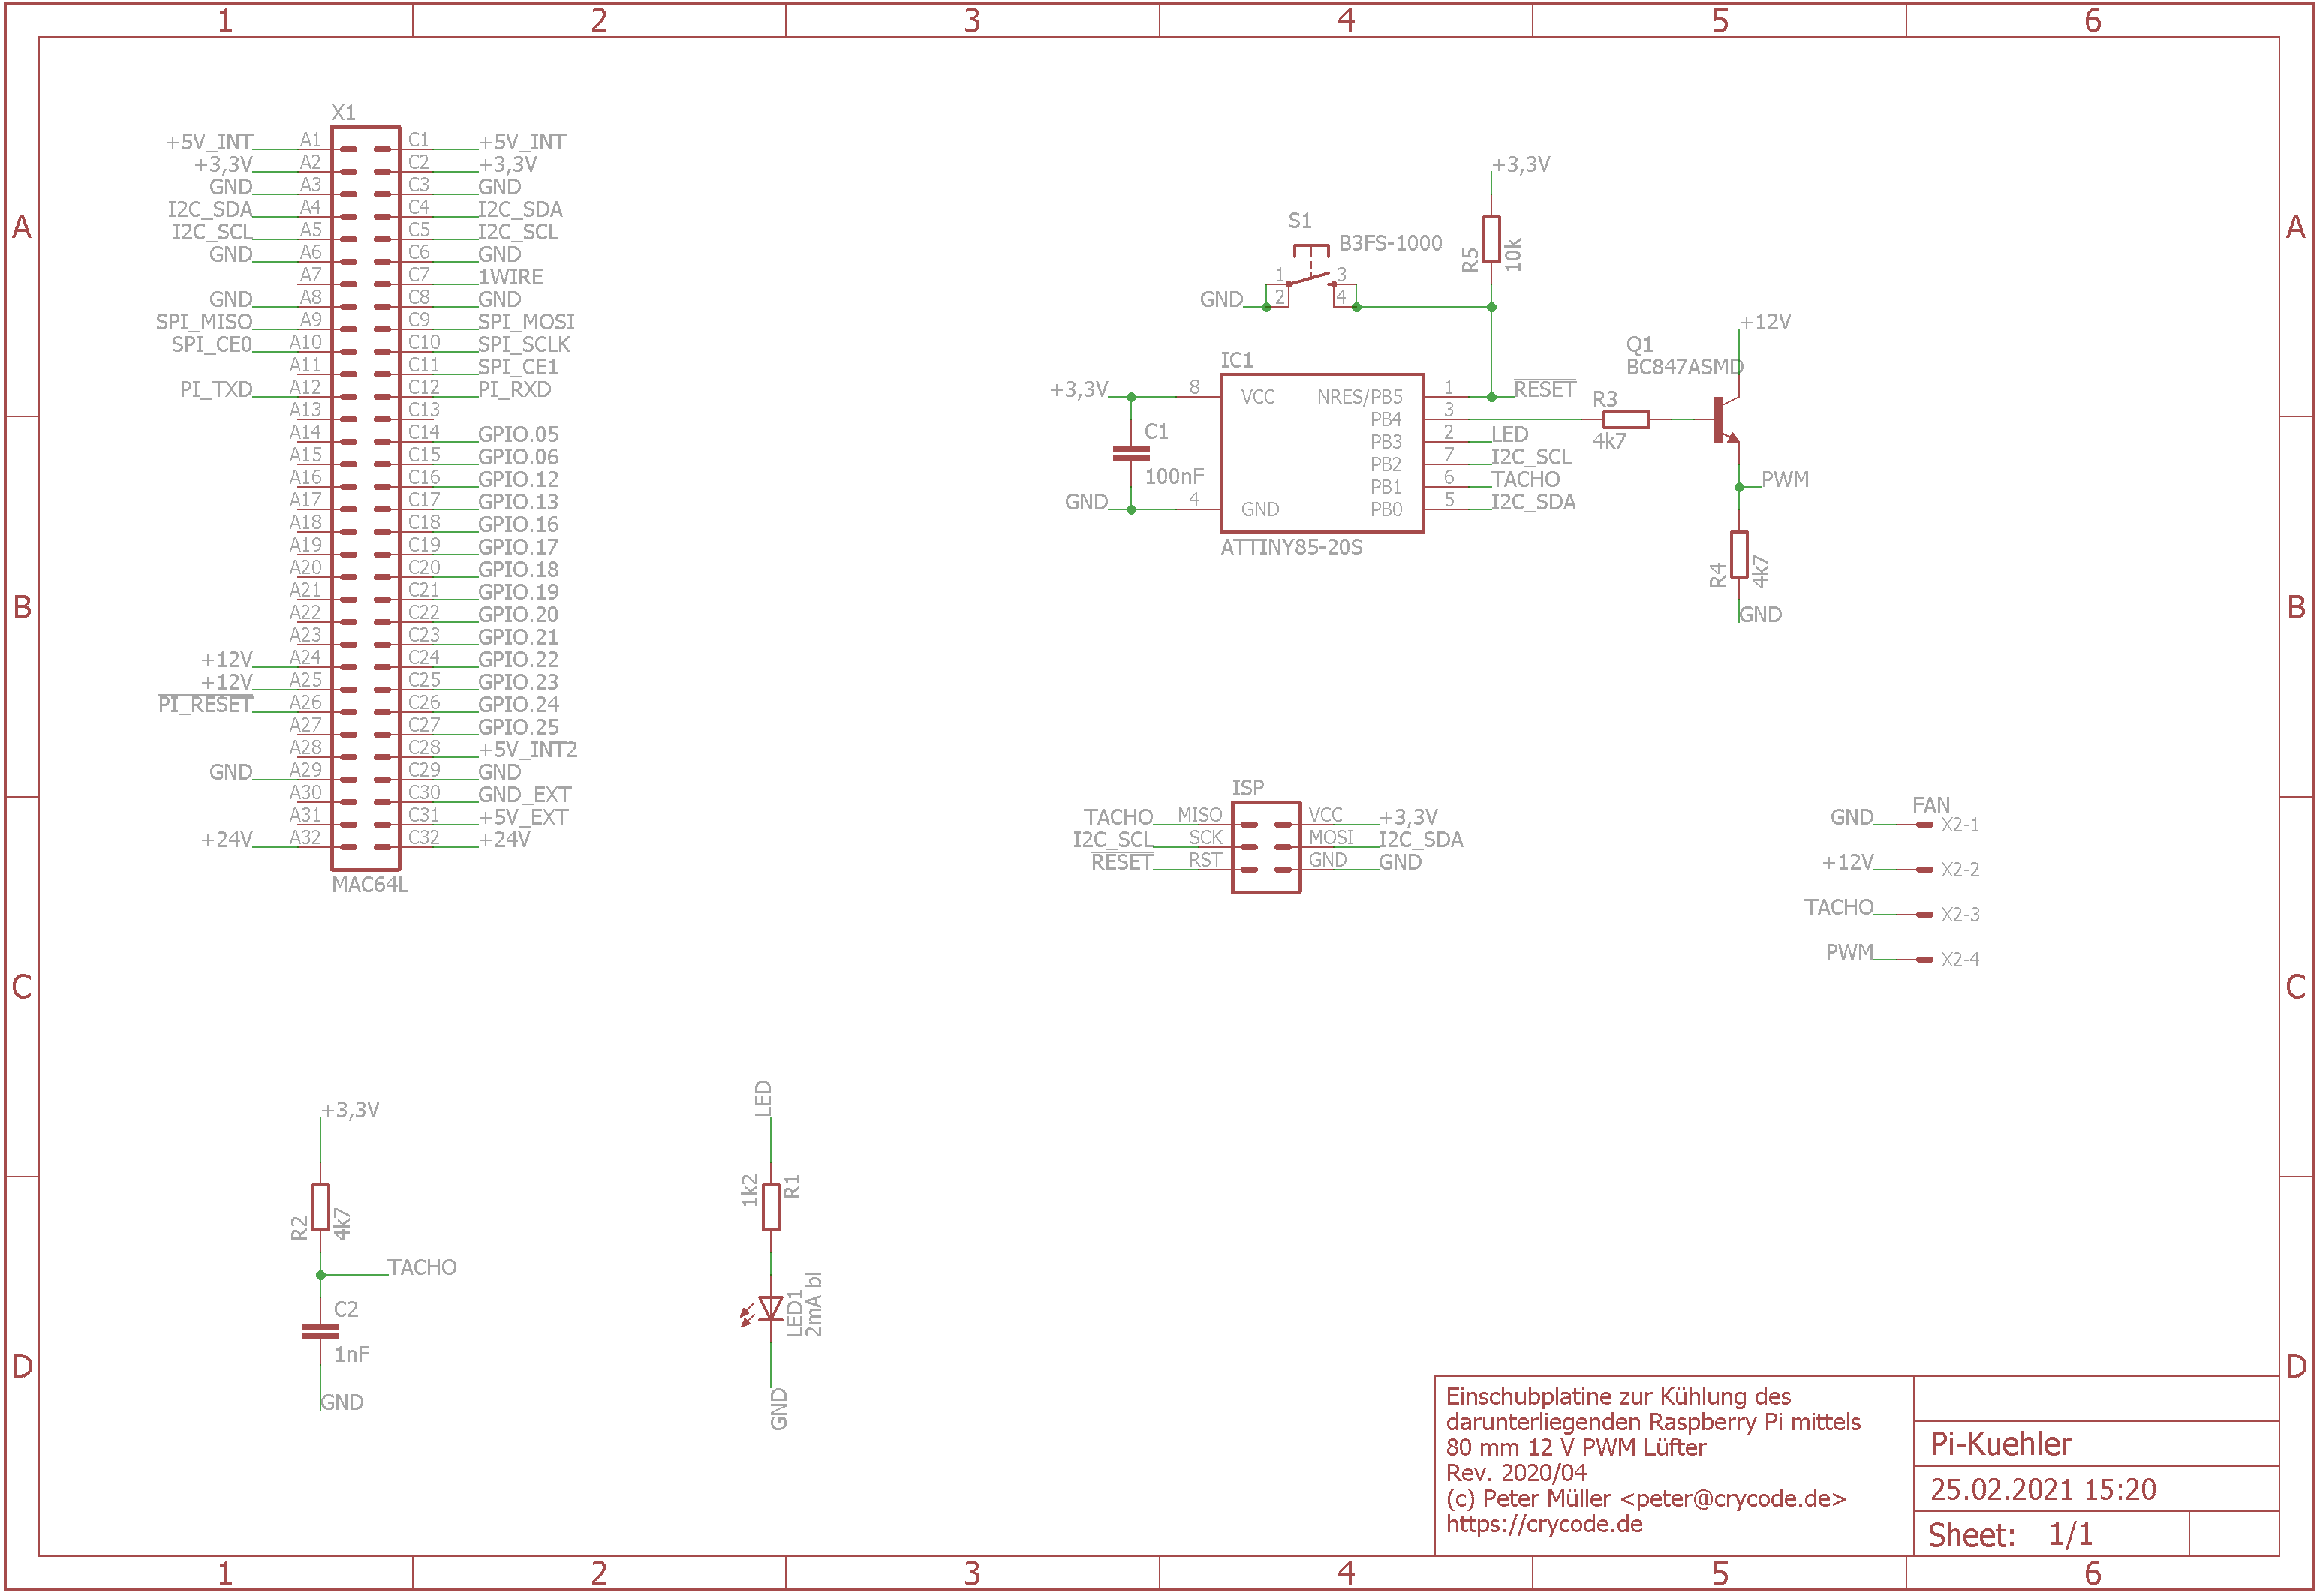 1 2 3 4 5 6
A A
B B
C C
D D
1 2 3 4 5 6
X1
+5V_INT A1 C1 +5V_INT
+3,3V A2 C2 +3,3V
GND A3 C3 GND
I2C_SDA A4 C4 I2C_SDA
I2C_SCL A5 C5 I2C_SCL
GND A6 C6 GND
A7 C7 1WIRE
GND A8 C8 GND
SPI_MISO A9 C9 SPI_MOSI
SPI_CE0 A10 C10 SPI_SCLK
A11 C11 SPI_CE1
PI_TXD A12 C12 PI_RXD
A13 C13
A14 C14 GPIO.05
A15 C15 GPIO.06
A16 C16 GPIO.12
A17 C17 GPIO.13
A18 C18 GPIO.16
A19 C19 GPIO.17
A20 C20 GPIO.18
A21 C21 GPIO.19
A22 C22 GPIO.20
A23 C23 GPIO.21
+12V A24 C24 GPIO.22
+12V A25 C25 GPIO.23
PI_RESET A26 C26 GPIO.24
A27 C27 GPIO.25
A28 C28 +5V_INT2
GND A29 C29 GND
A30 C30 GND_EXT
A31 C31 +5V_EXT
+24V A32 C32 +24V
MAC64L
+3,3V
R5
10k
S1
B3FS-1000
1 3
GND 2 4
IC1
+3,3V 8 VCC NRES/PB5 1 RESET
PB4 3
PB3 2 LED
PB2 7 I2C_SCL
PB1 6 TACHO
GND 4 GND PB0 5 I2C_SDA
ATTINY85-20S
C1
100nF
R3
4k7
Q1
BC847ASMD
+12V
PWM
R4
4k7
GND
ISP
TACHO MISO VCC +3,3V
I2C_SCL SCK MOSI I2C_SDA
RESET RST GND GND
FAN
GND X2-1
+12V X2-2
TACHO X2-3
PWM X2-4
+3,3V
R2
4k7
TACHO
C2
1nF
GND
LED
1k2
R1
LED1
2mA bl
GND
Einschubplatine zur Kühlung des
darunterliegenden Raspberry Pi mittels
80 mm 12 V PWM Lüfter
Rev. 2020/04
(c) Peter Müller <peter@crycode.de>
https://crycode.de
Pi-Kuehler
25.02.2021 15:20
Sheet: 1/1